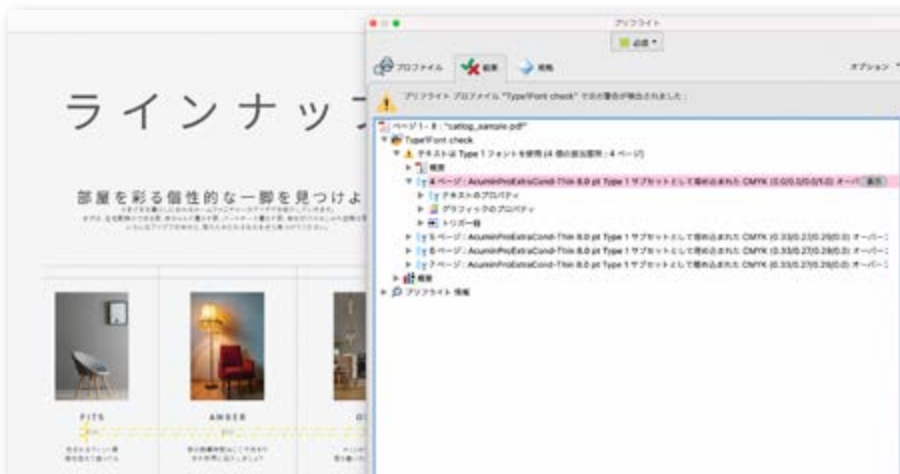 ラインナッ
部屋を彩る個性的な一脚を見つけよ
FITS
AMBER
プリフライト
必須
プロファイル
結果
規格
オプション
プリフライト プロファイル "Type1Font check" で次の警告が検出されました :
ページ 1 - 8 : "catlog_sample.pdf"
Type1Font check
テキストは Type 1 フォントを使用 (4 個の該当箇所 : 4 ページ)
概要
4 ページ : AcuminProExtraCond-Thin 8.0 pt Type 1 サブセットとして埋め込まれた CMYK (0.0/0.0/0.0/1.0) オーバ
表示
テキストのプロパティ
グラフィックのプロパティ
トリガー値
5 ページ : AcuminProExtraCond-Thin 8.0 pt Type 1 サブセットとして埋め込まれた CMYK (0.33/0.27/0.26/0.0) オーバー:
6 ページ : AcuminProExtraCond-Thin 8.0 pt Type 1 サブセットとして埋め込まれた CMYK (0.33/0.27/0.26/0.0) オーバー:
7 ページ : AcuminProExtraCond-Thin 8.0 pt Type 1 サブセットとして埋め込まれた CMYK (0.33/0.27/0.26/0.0) オーバー:
概要
プリフライト 情報